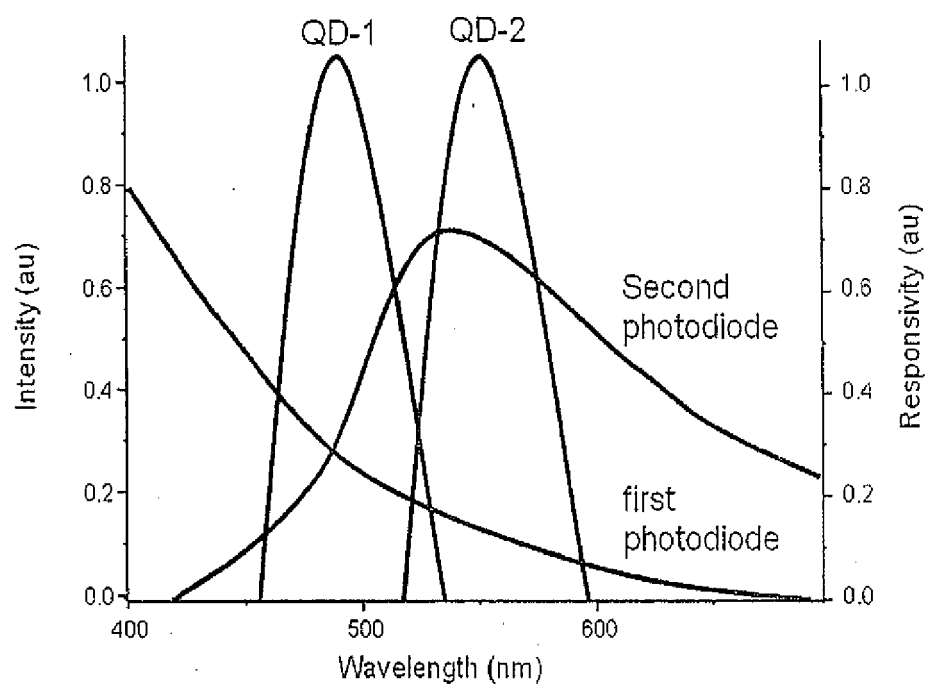 QD-1
QD-2
1.0
0.8
0.6
0.4
0.2
0.0
Intensity (au)
1.0
0.8
0.6
0.4
0.2
0.0
Responsivity (au)
Second
photodiode
first
photodiode
400
500
600
Wavelength (nm)